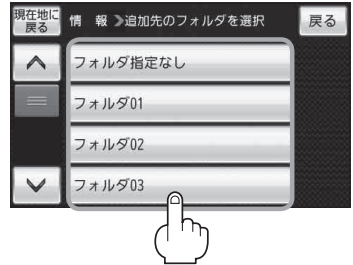 現在地に
戻る
情 報 》追加先のフォルダを選択
戻る
フォルダ指定なし
フォルダ01
フォルダ02
フォルダ03